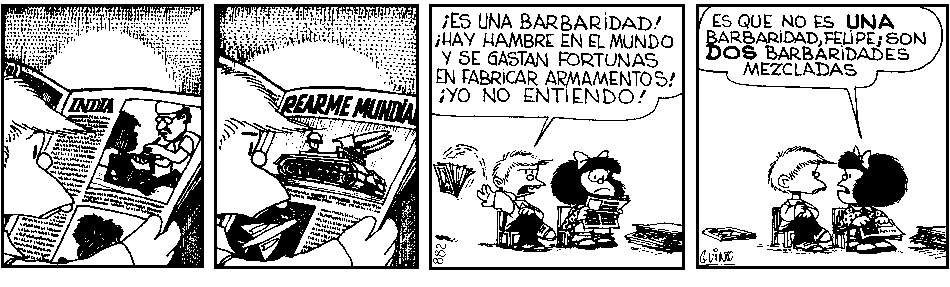 INDIA
REARME MUNDIAL
¡ES UNA BARBARIDAD!
¡HAY HAMBRE EN EL MUNDO
Y SE GASTAN FORTUNAS
EN FABRICAR ARMAMENTOS!
¡YO NO ENTIENDO!
882
ES QUE NO ES UNA
BARBARIDAD, FELIPE; SON
DOS BARBARIDADES
MEZCLADAS
QUINO